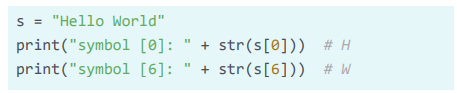 s = "Hello World"
print("symbol [0]: " + str(s[0]))  # H
print("symbol [6]: " + str(s[6]))  # W